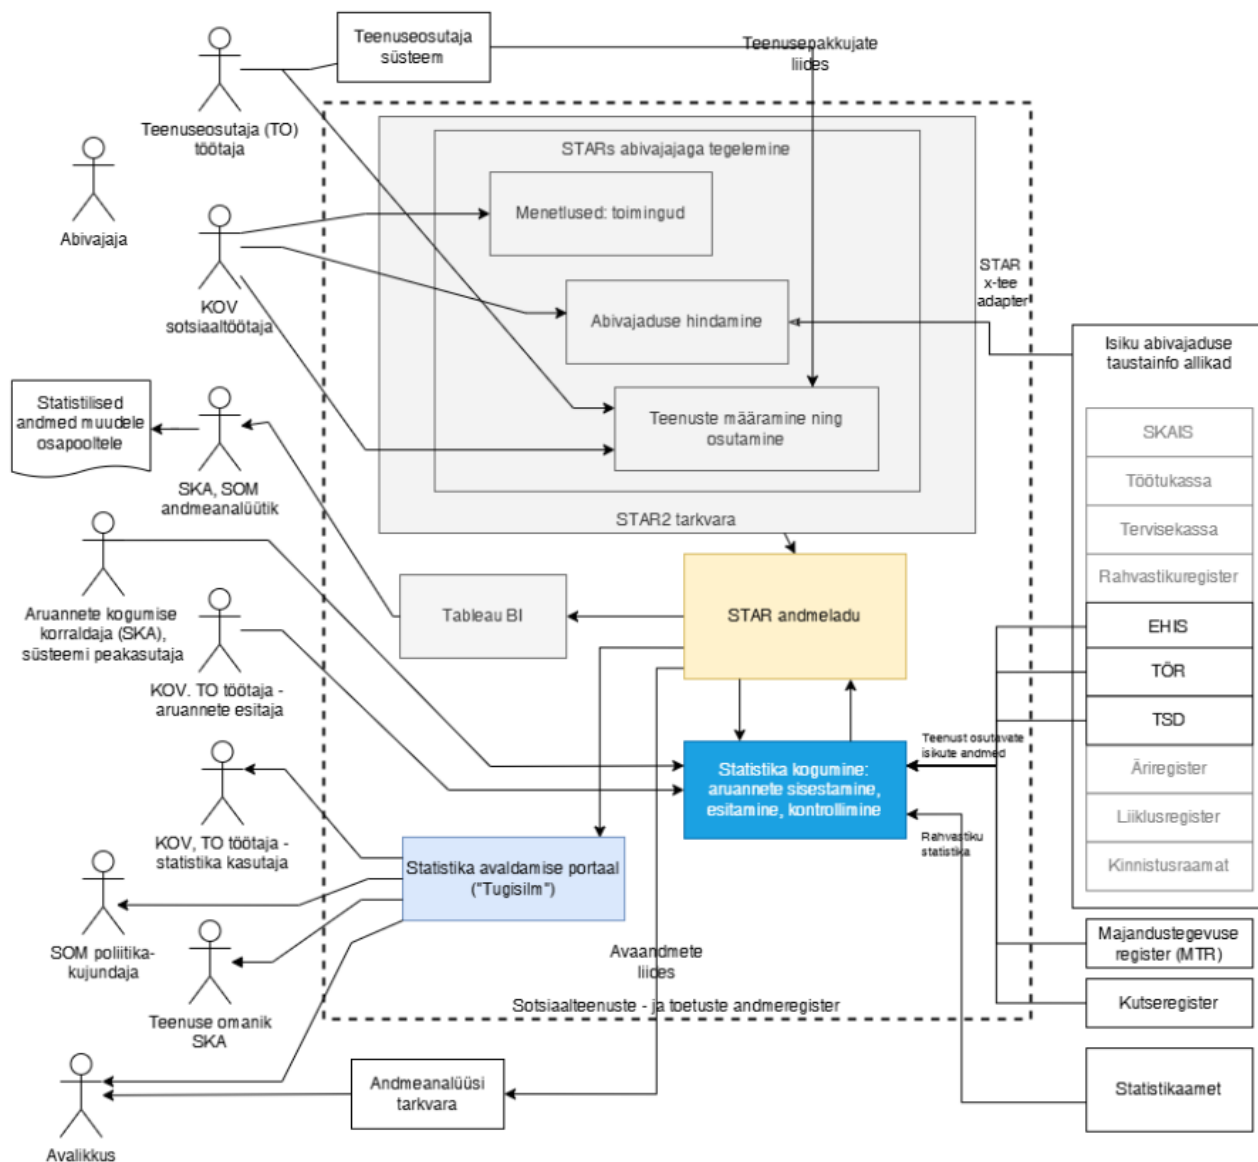 Teenuseosutaja
süsteem
Teenusepakkujate
liides
Teenuseosutaja (TO)
töötaja
STARs abivajajaga tegelemine
Menetlused: toimingud
Abivajaja
KOV
sotsiaaltöötaja
STAR
x-tee
adapter
Abivajaduse hindamine
Isiku abivajaduse
taustainfo allikad
Statistilised
andmed muudele
osapooltele
Teenuste määramine ning
osutamine
SKAIS
Töötukassa
SKA, SOM
andmeanalüütik
STAR2 tarkvara
Tervisekassa
Rahvastikuregister
Aruannete kogumise
korraldaja (SKA),
süsteemi peakasutaja
Tableau BI
STAR andmeladu
EHIS
TÖR
TSD
KOV. TO töötaja -
aruannete esitaja
Teenust osutavate
isikute andmed
Statistika kogumine:
aruannete sisestamine,
esitamine, kontrollimine
Äriregister
Liiklusregister
Kinnistusraamat
Rahvastiku
statistika
KOV, TO töötaja -
statistika kasutaja
Statistika avaldamise portaal
("Tugisilm")
SOM poliitika-
kujundaja
Avaandmete
liides
Majandustegevuse
register (MTR)
Kutseregister
Sotsiaalteenuste - ja toetuste andmeregister
Teenuse omanik
SKA
Andmeanalüüsi
tarkvara
Statistikaamet
Avalikkus